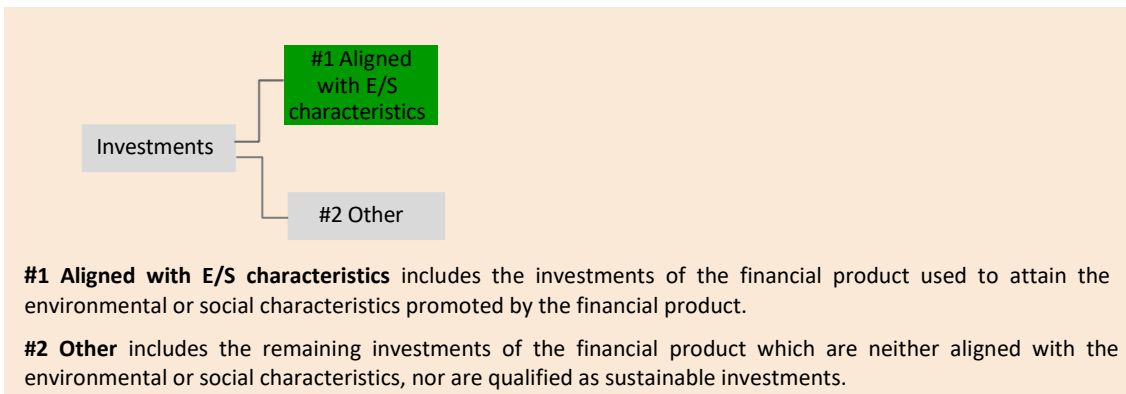 #1 Aligned
with E/S
characteristics
Investments
#2 Other
#1 Aligned with E/S characteristics includes the investments of the financial product used to attain the
environmental or social characteristics promoted by the financial product.
#2 Other includes the remaining investments of the financial product which are neither aligned with the
environmental or social characteristics, nor are qualified as sustainable investments.